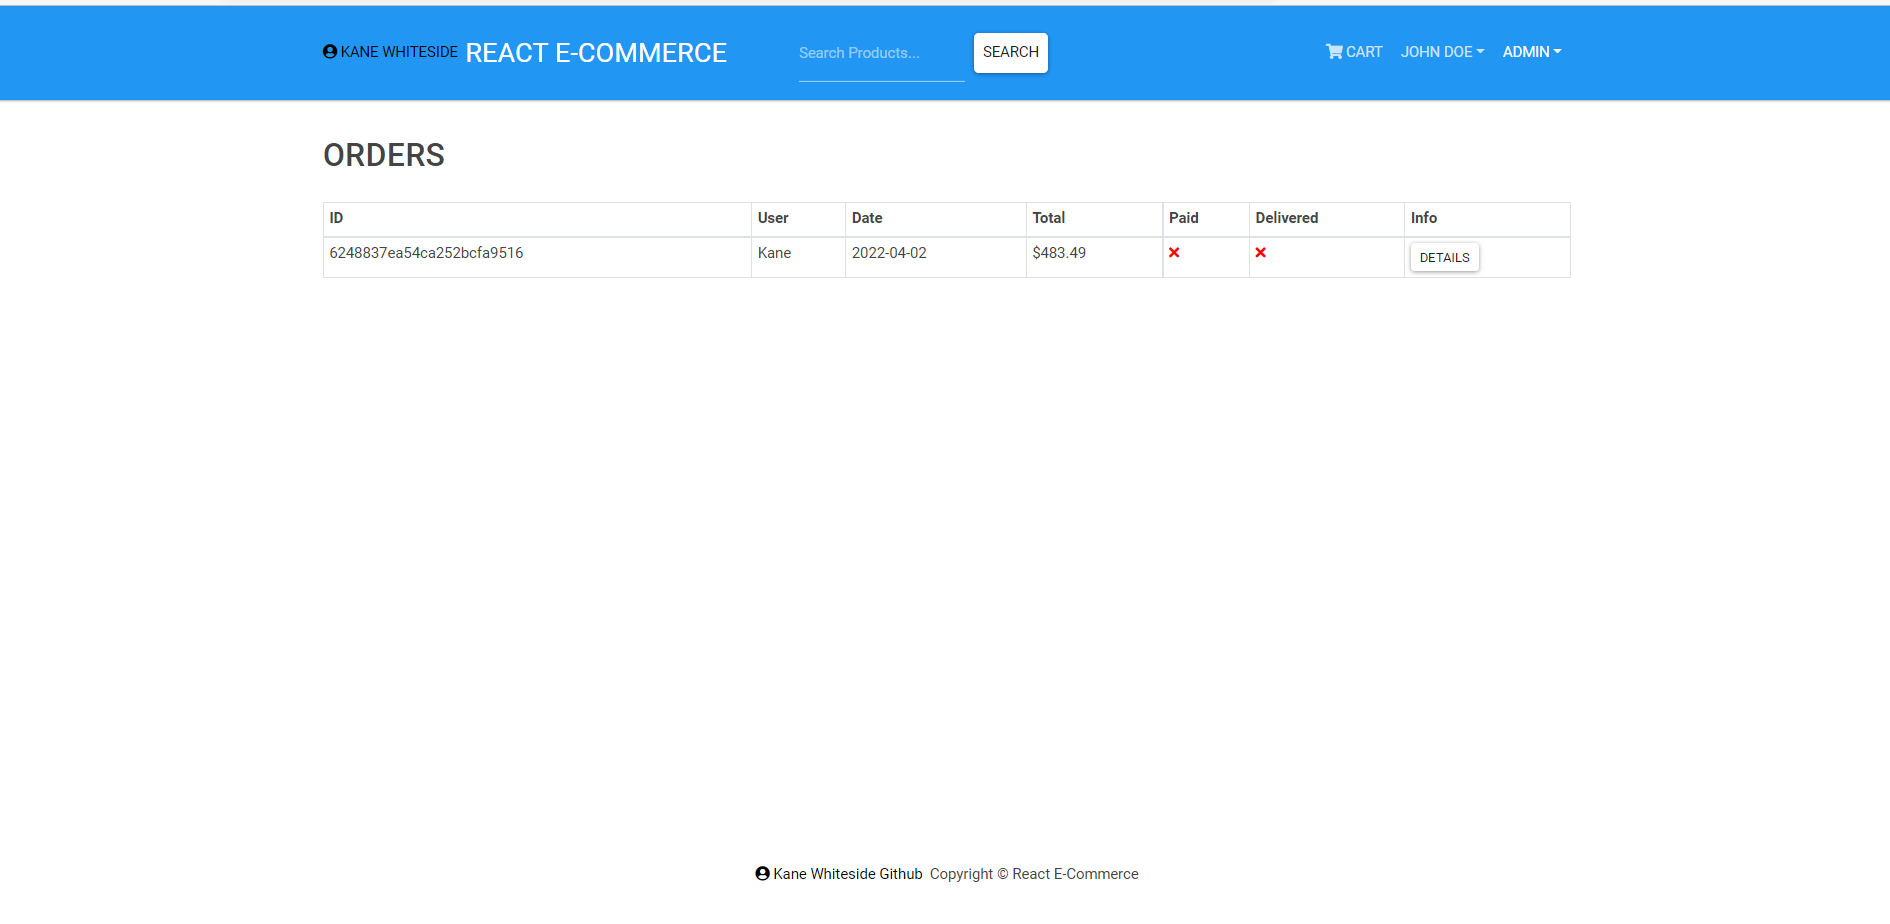 KANE WHITESIDE REACT E-COMMERCE Search Products... SEARCH CART JOHN DOE ADMIN
ORDERS
ID User Date Total Paid Delivered Info
6248837ea54ca252bcfa9516 Kane 2022-04-02 $483.49 DETAILS
Kane Whiteside Github Copyright © React E-Commerce